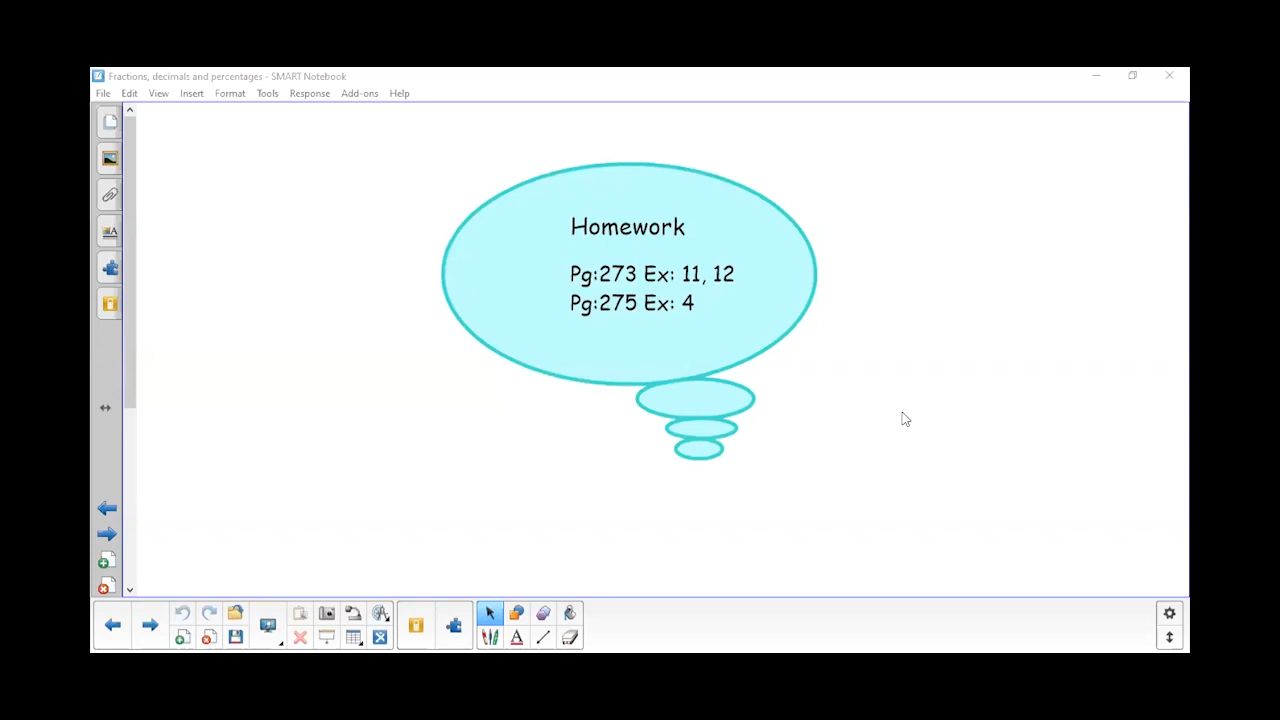 Fractions, decimals and percentages - SMART Notebook
File Edit View Insert Format Tools Response Add-ons Help
Homework
Pg:273 Ex: 11, 12
Pg:275 Ex: 4